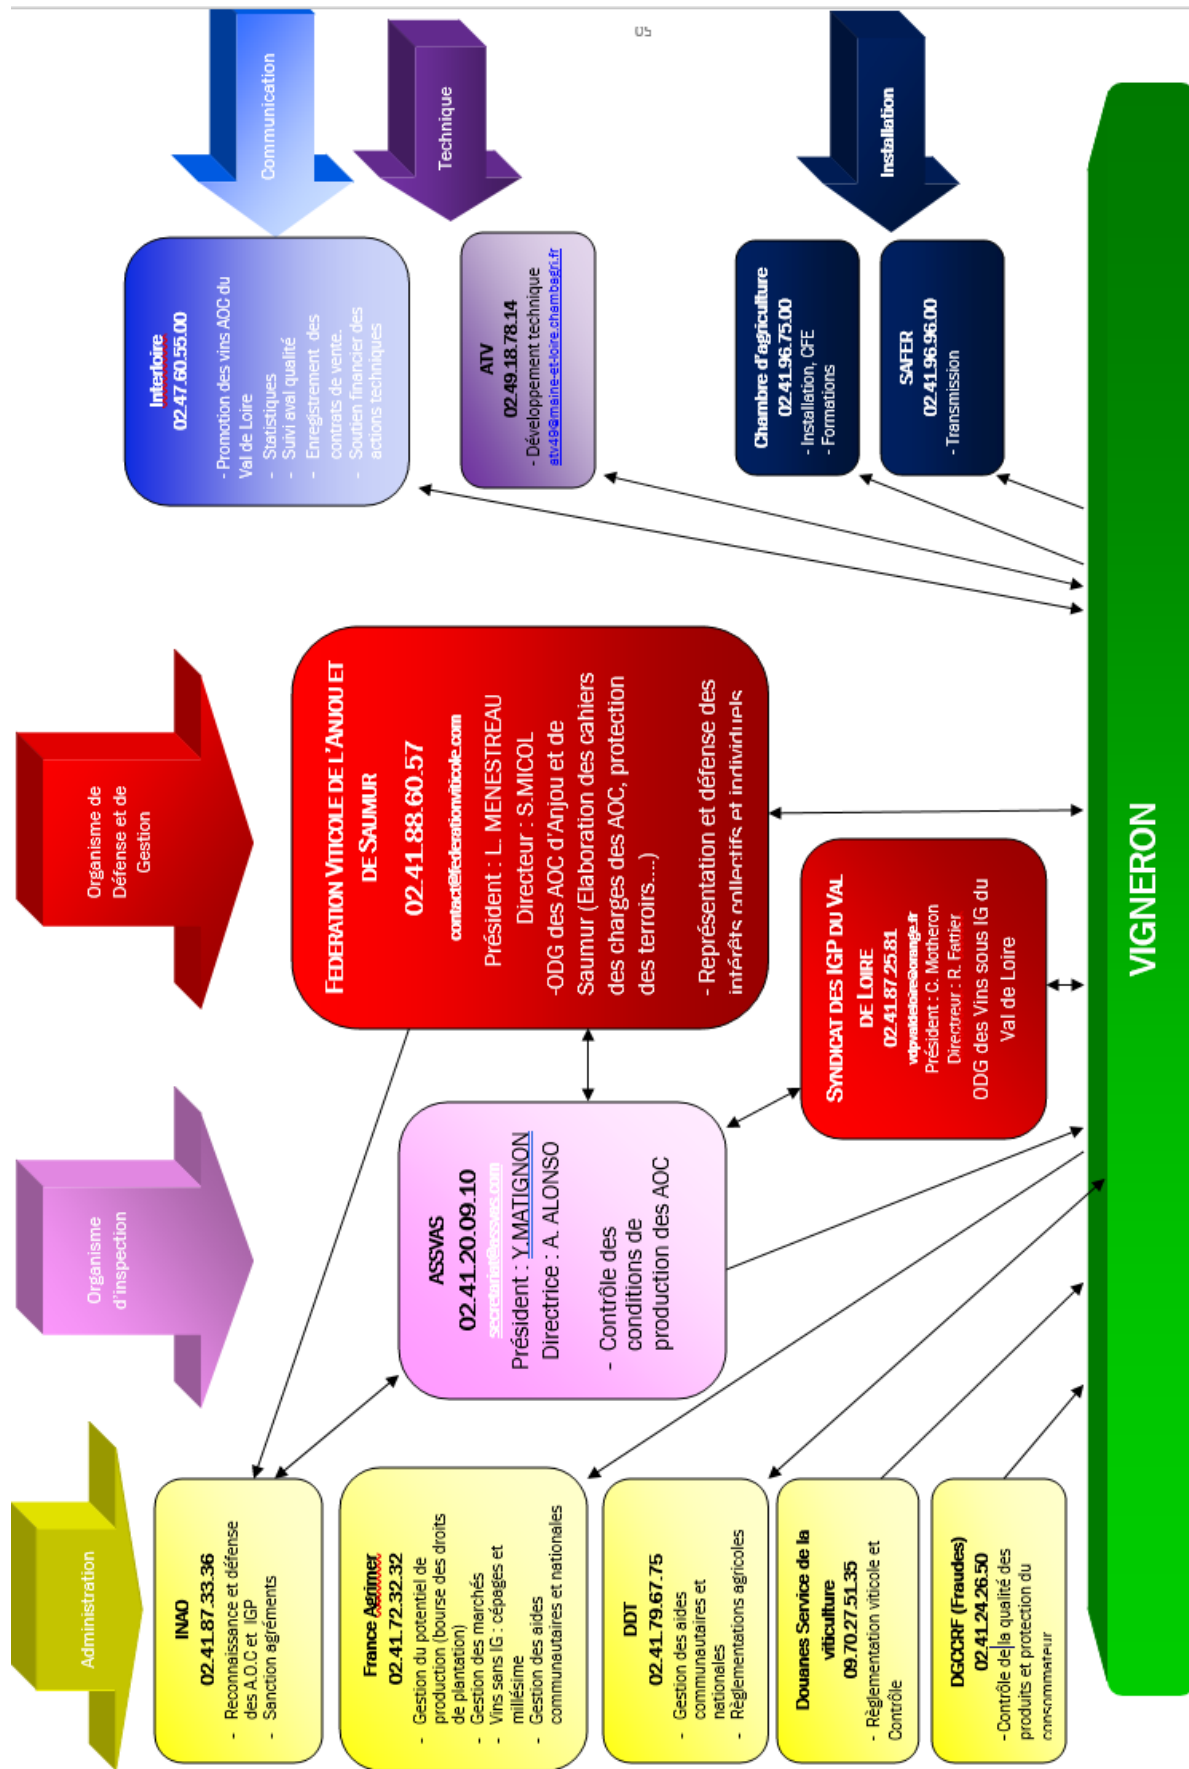 05
Administration
Organisme
d'inspection
Organisme de
Défense et de
Gestion
Communication
Technique
Installation
INAO
02.41.87.33.36
- Reconnaissance et défense
des A.O.C et IGP
- Sanction agréments
France Agrimer
02.41.72.32.32
- Gestion du potentiel de
production (bourse des droits
de plantation)
- Gestion des marchés
- Vins sans IG : cépages et
millésime
- Gestion des aides
communautaires et nationales
DDT
02.41.79.67.75
- Gestion des aides
communautaires et
nationales
- Règlementations agricoles
Douanes Service de la
viticulture
09.70.27.51.35
- Règlementation viticole et
Contrôle
DGCCRF (Fraudes)
02.41.24.26.50
- Contrôle de la qualité des
produits et protection du
consommateur
ASSVAS
02.41.20.09.10
secretariat@assvas.com
Président : Y.MATIGNON
Directrice : A. ALONSO
- Contrôle des
conditions de
production des AOC
FEDERATION VITICOLE DE L'ANJOU ET
DE SAUMUR
02.41.88.60.57
contact@federationviticole.com
Président : L. MENESTREAU
Directeur : S.MICOL
-ODG des AOC d'Anjou et de
Saumur (Elaboration des cahiers
des charges des AOC, protection
des terroirs....)
- Représentation et défense des
intérêts collectifs et individuels
SYNDICAT DES IGP DU VAL
DE LOIRE
02.41.87.25.81
vdpvaldeloire@orange.fr
Président : C. Motheron
Directreur : R. Fattier
ODG des Vins sous IG du
Val de Loire
Interloire
02.47.60.55.00
- Promotion des vins AOC du
Val de Loire
- Statistiques
- Suivi aval qualité
- Enregistrement des
contrats de vente.
- Soutien financier des
actions techniques
ATV
02.49.18.78.14
- Développement technique
atv49@maine-et-loire.chambagri.fr
Chambre d'agriculture
02.41.96.75.00
- Installation, CFE
- Formations
SAFER
02.41.96.96.00
- Transmission
VIGNERON